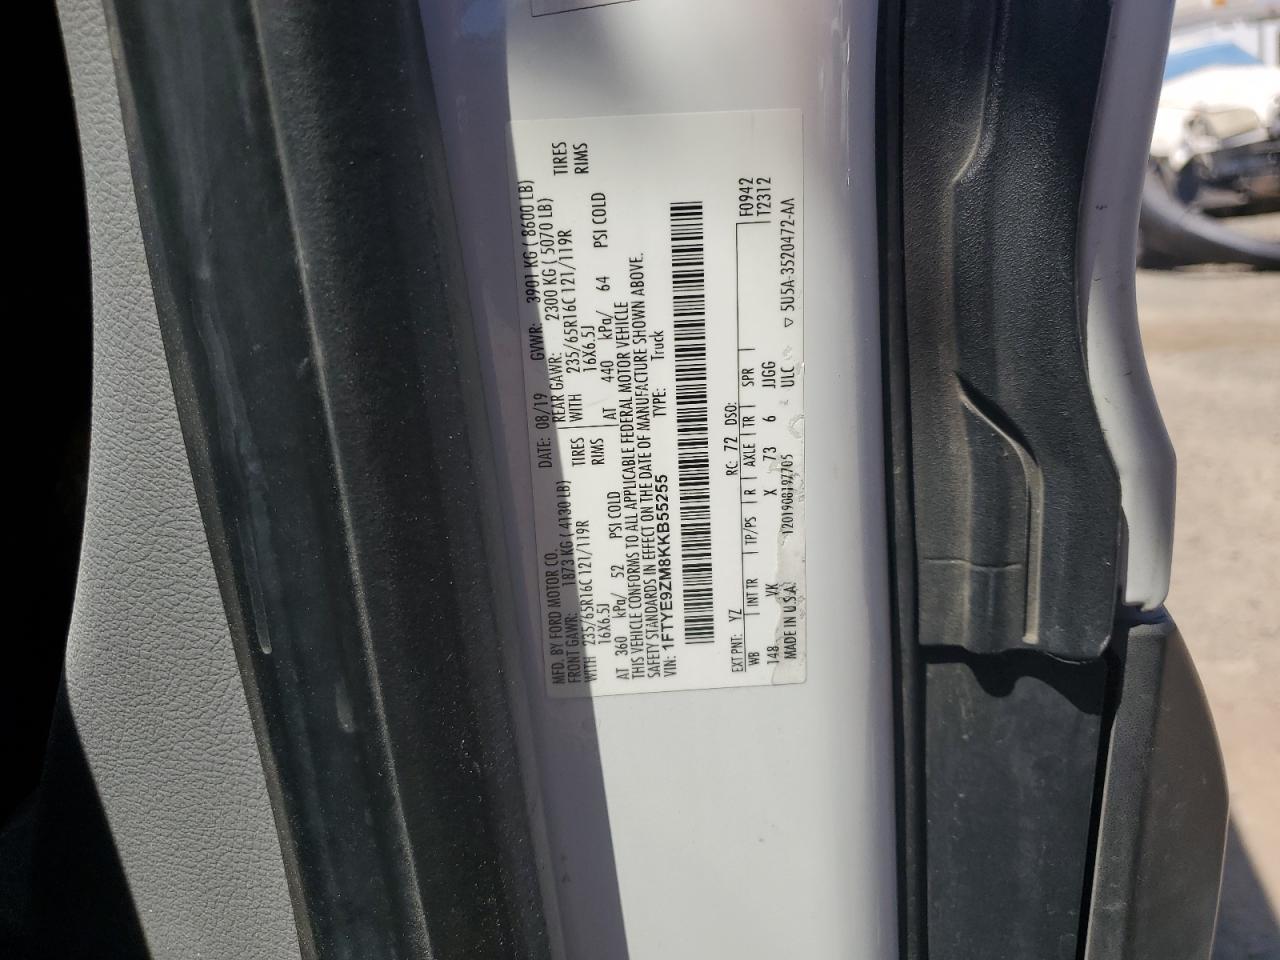 MFD. BY FORD MOTOR CO. DATE: 08/19 GVWR: 3901 KG ( 8600 LB)
FRONT GAWR: 1873 KG ( 4130 LB) REAR GAWR: 2300 KG ( 5070 LB)
WITH 235/65R16C 121/119R TIRES WITH 235/65R16C 121/119R TIRES
16X6.5J RIMS 16X6.5J RIMS
AT 360 kPa/ 52 PSI COLD AT 440 kPa/ 64 PSI COLD
THIS VEHICLE CONFORMS TO ALL APPLICABLE FEDERAL MOTOR VEHICLE
SAFETY STANDARDS IN EFFECT ON THE DATE OF MANUFACTURE SHOWN ABOVE.
VIN: 1FTYE9ZM8KKB55255 TYPE: Truck
EXT PNT: YZ RC: 72 DSO: F0942
WB INT TR TP/PS R AXLE TR SPR T2312
148 VK X 73 6 JJGG
MADE IN U.S.A. ULC 5U5A-3520472-AA